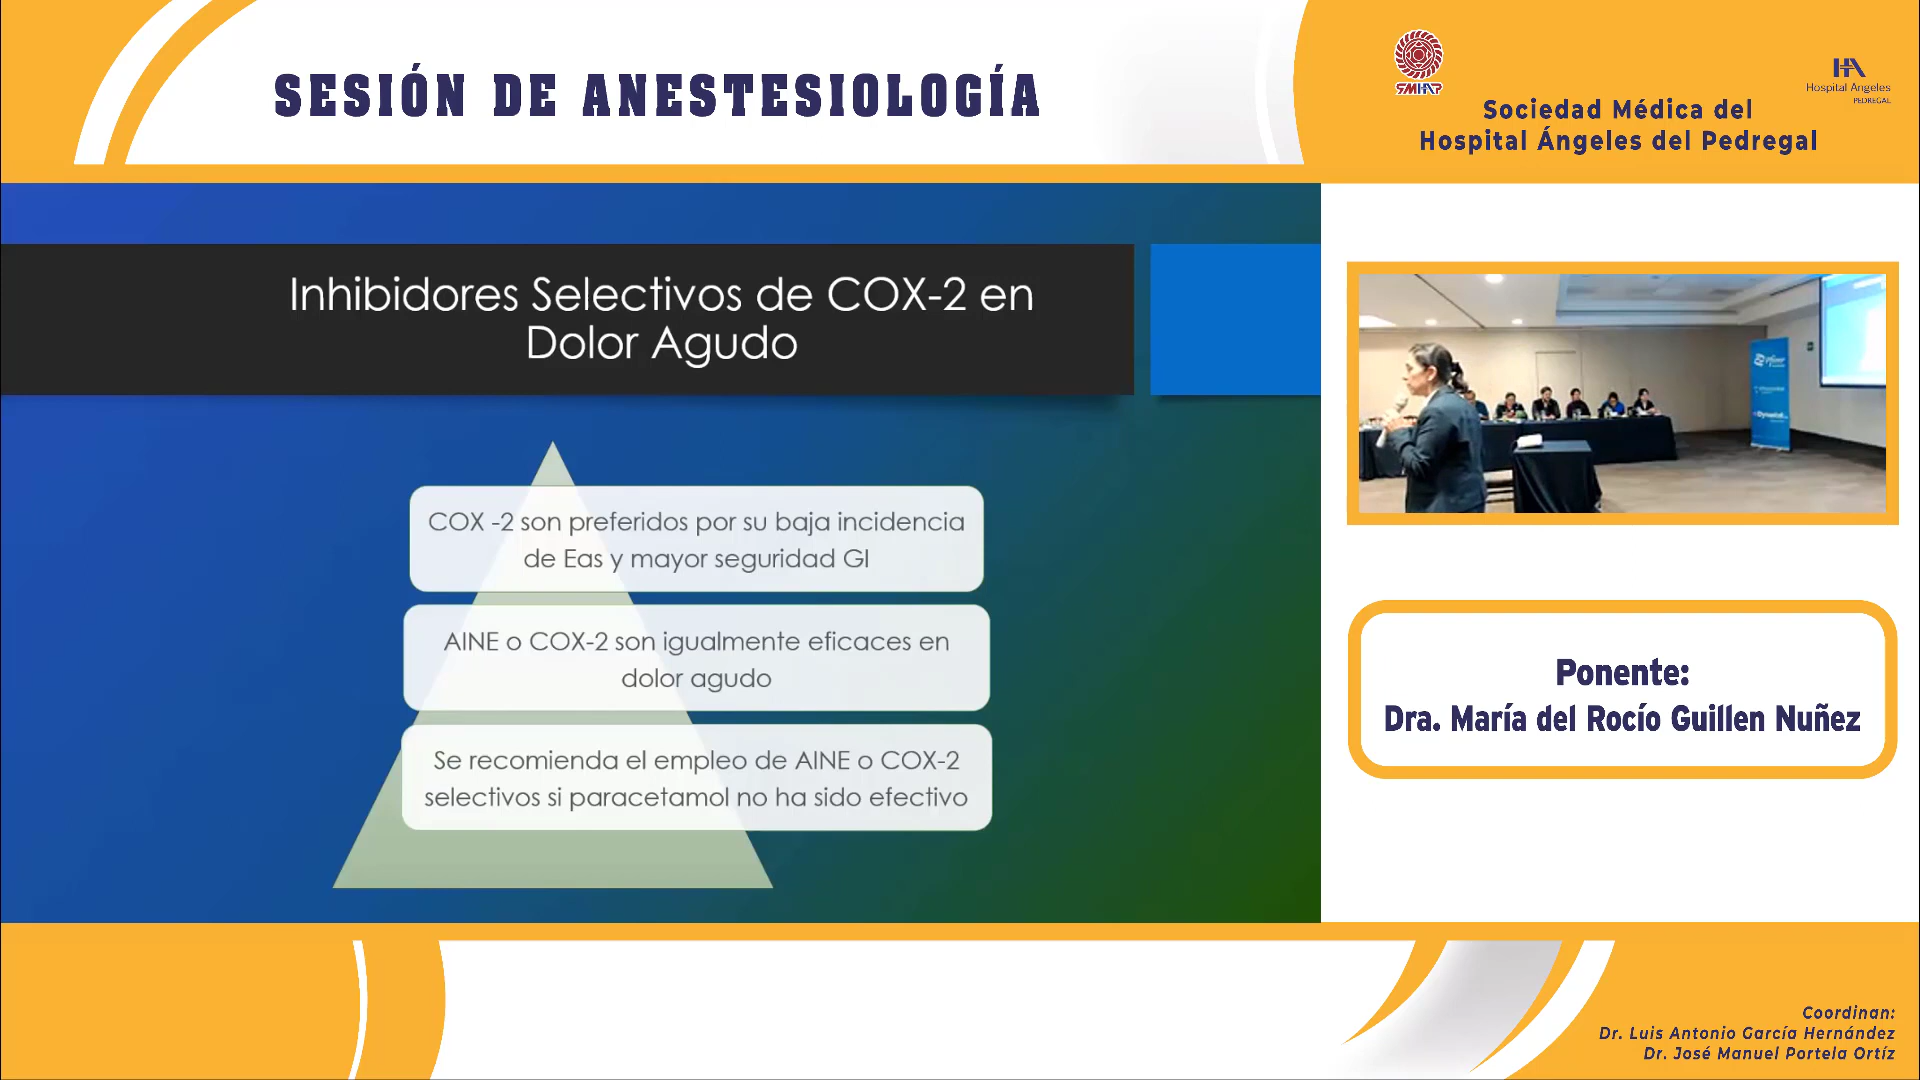 SESIÓN DE ANESTESIOLOGÍA
SMHAP
HA
Hospital Angeles
PEDREGAL
Sociedad Médica del
Hospital Ángeles del Pedregal
Inhibidores Selectivos de COX-2 en
Dolor Agudo
COX -2 son preferidos por su baja incidencia
de Eas y mayor seguridad GI
AINE o COX-2 son igualmente eficaces en
dolor agudo
Se recomienda el empleo de AINE o COX-2
selectivos si paracetamol no ha sido efectivo
Pfizer
Dynastat
Ponente:
Dra. María del Rocío Guillen Nuñez
Coordinan:
Dr. Luis Antonio García Hernández
Dr. José Manuel Portela Ortíz